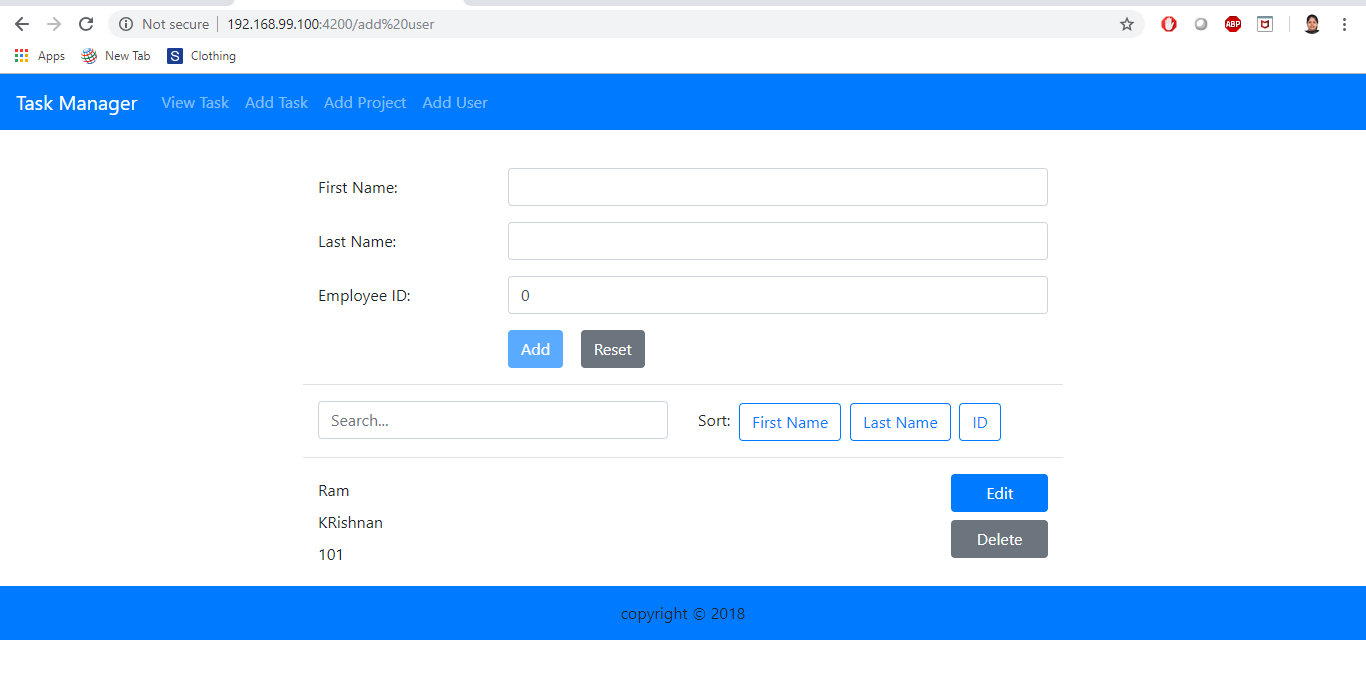 Not secure 192.168.99.100:4200/add%20user ABP
Apps New Tab S Clothing
Task Manager View Task Add Task Add Project Add User
First Name:
Last Name:
Employee ID: 0
Add Reset
Search... Sort: First Name Last Name ID
Ram Edit
KRishnan
Delete
101
copyright © 2018